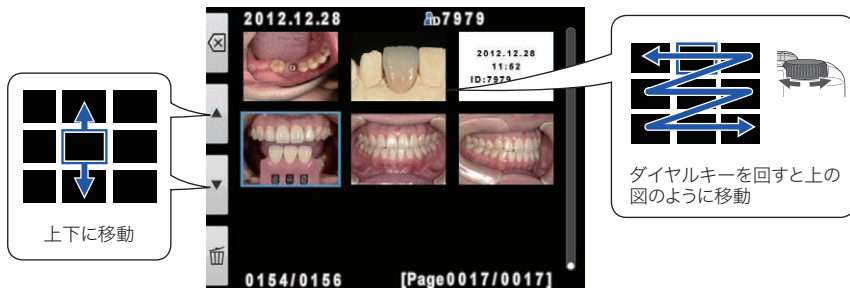 2012.12.28
ID7979
2012.12.28
11:52
ID:7979
上下に移動
ダイヤルキーを回すと上の
図のように移動
0154/0156
[Page0017/0017]